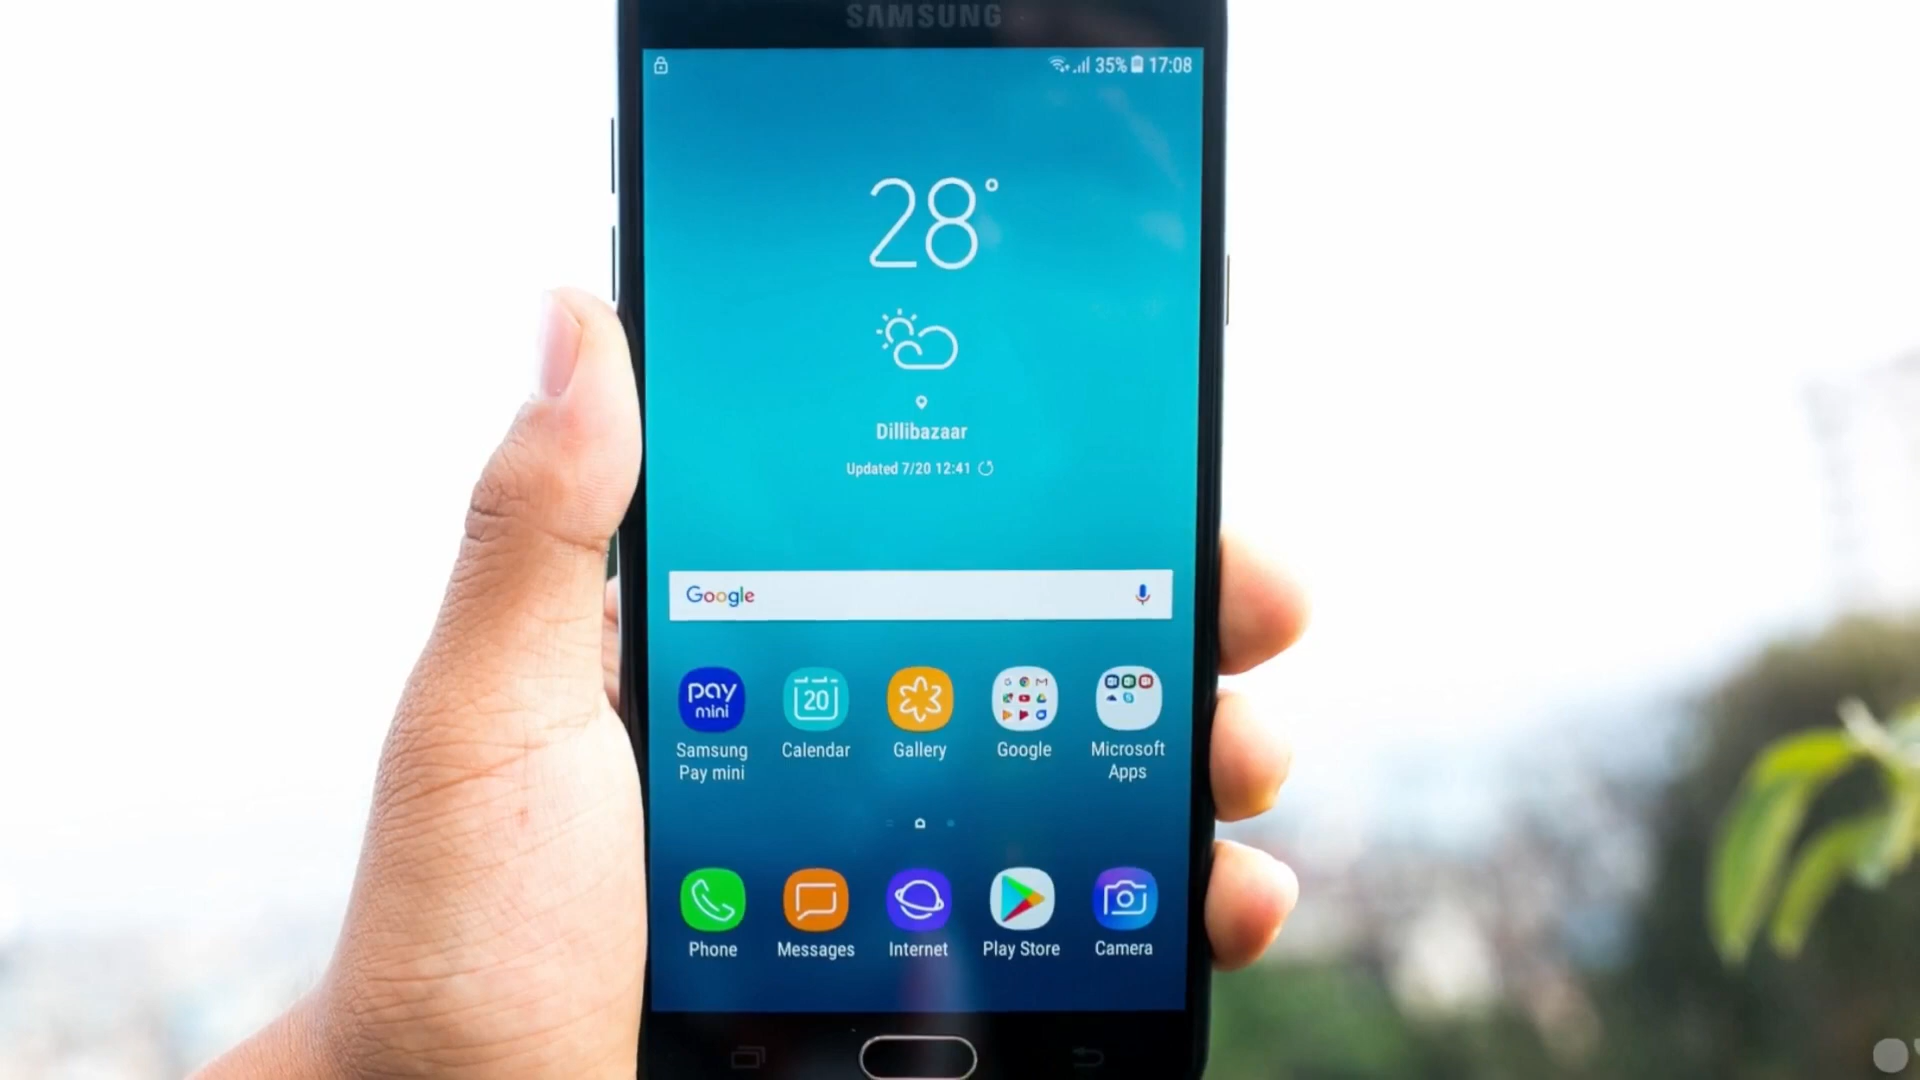 SAMSUNG
35% 17:08
28°
Dillibazaar
Updated 7/20 12:41
Google
pay
mini
20
Samsung
Pay mini
Calendar
Gallery
Google
Microsoft
Apps
Phone
Messages
Internet
Play Store
Camera